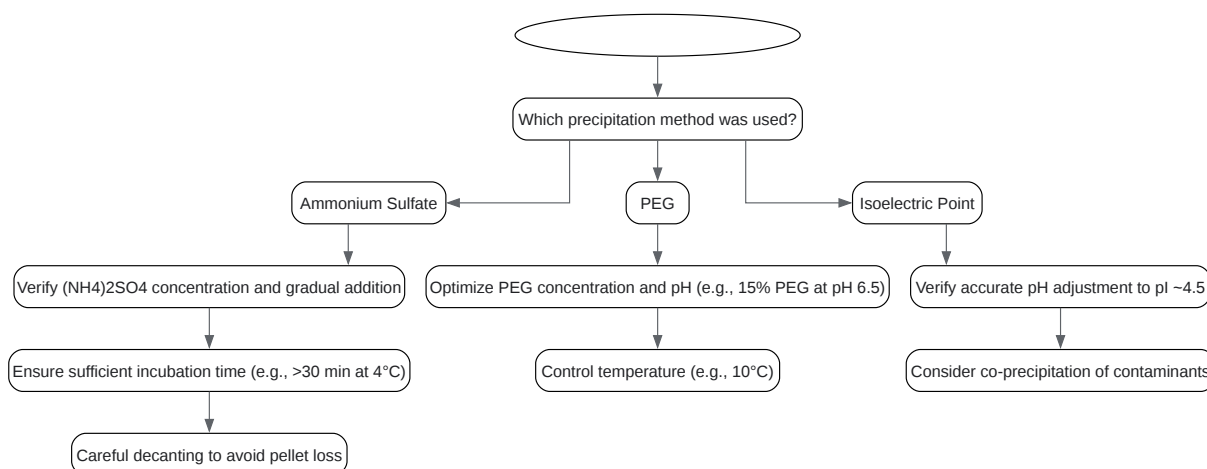 Which precipitation method was used?
Ammonium Sulfate
PEG
Isoelectric Point
Verify (NH4)2SO4 concentration and gradual addition
Optimize PEG concentration and pH (e.g., 15% PEG at pH 6.5)
Verify accurate pH adjustment to pI ~4.5
Ensure sufficient incubation time (e.g., >30 min at 4°C)
Control temperature (e.g., 10°C)
Consider co-precipitation of contaminants
Careful decanting to avoid pellet loss